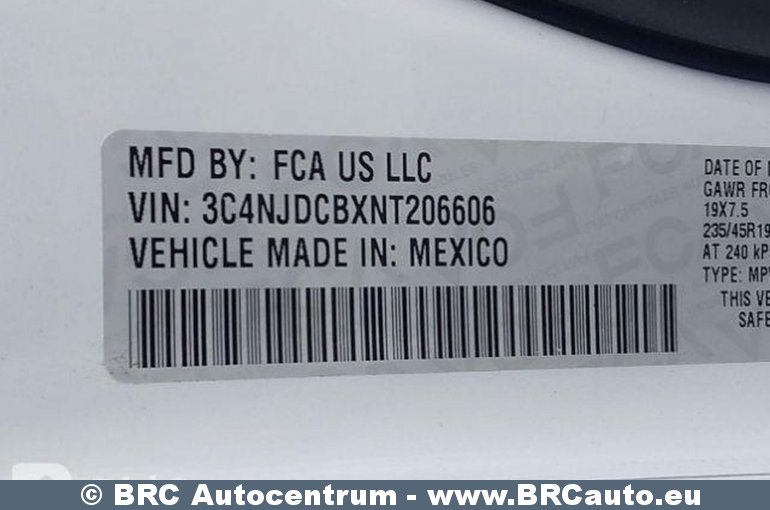 MFD BY: FCA US LLC
VIN: 3C4NJDCBXNT206606
VEHICLE MADE IN: MEXICO
DATE OF
GAWR FRO
19X7.5
235/45R19
AT 240 kP
TYPE: MP
THIS VE
SAFE
© BRC Autocentrum - www.BRCauto.eu